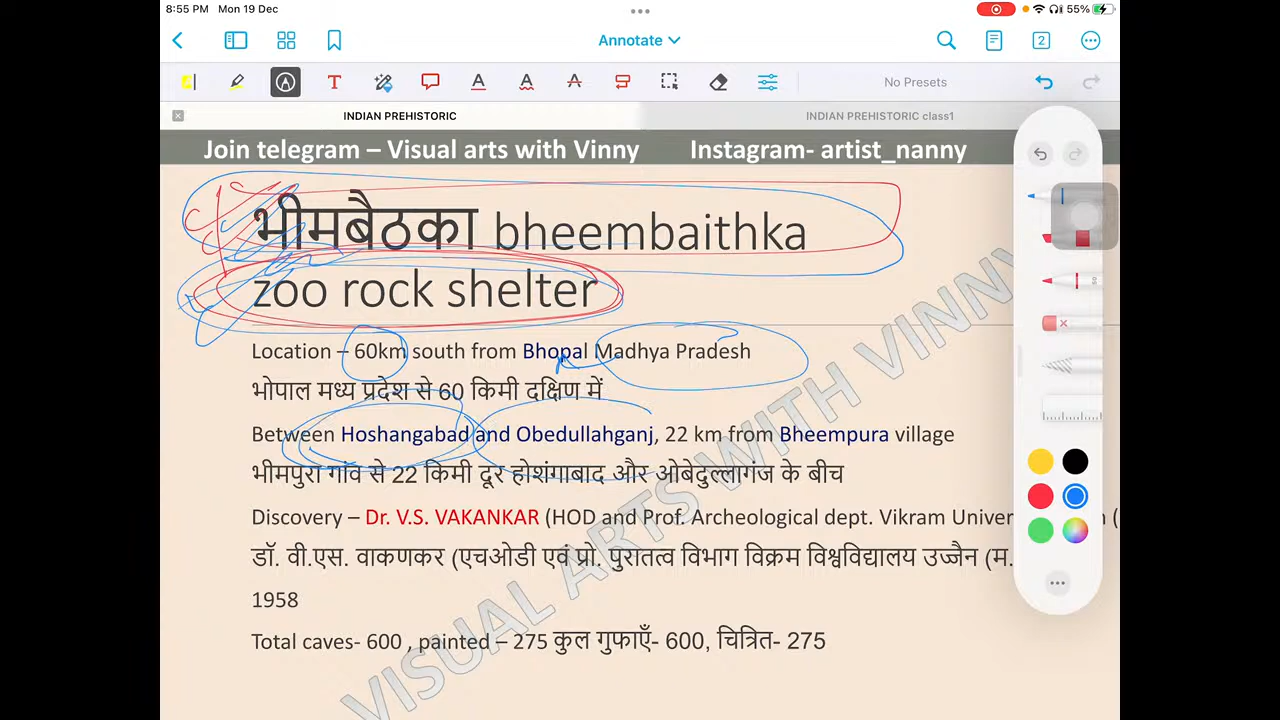 8:55 PM Mon 19 Dec
55%
Annotate
2
T
A
A
A
No Presets
INDIAN PREHISTORIC
INDIAN PREHISTORIC class1
Join telegram – Visual arts with Vinny Instagram- artist_nanny
भीमबैठका bheembaithka
zoo rock shelter
Location – 60km south from Bhopal Madhya Pradesh
भोपाल मध्य प्रदेश से 60 किमी दक्षिण में
Between Hoshangabad and Obedullahganj, 22 km from Bheempura village
भीमपुरा गांव से 22 किमी दूर होशंगाबाद और ओबेदुल्लागंज के बीच
Discovery – Dr. V.S. VAKANKAR (HOD and Prof. Archeological dept. Vikram Univer
डॉ. वी.एस. वाकणकर (एचओडी एवं प्रो. पुरातत्व विभाग विक्रम विश्वविद्यालय उज्जैन (म.
1958
Total caves- 600 , painted – 275 कुल गुफाएँ- 600, चित्रित- 275
VISUAL ARTS WITH VINNY